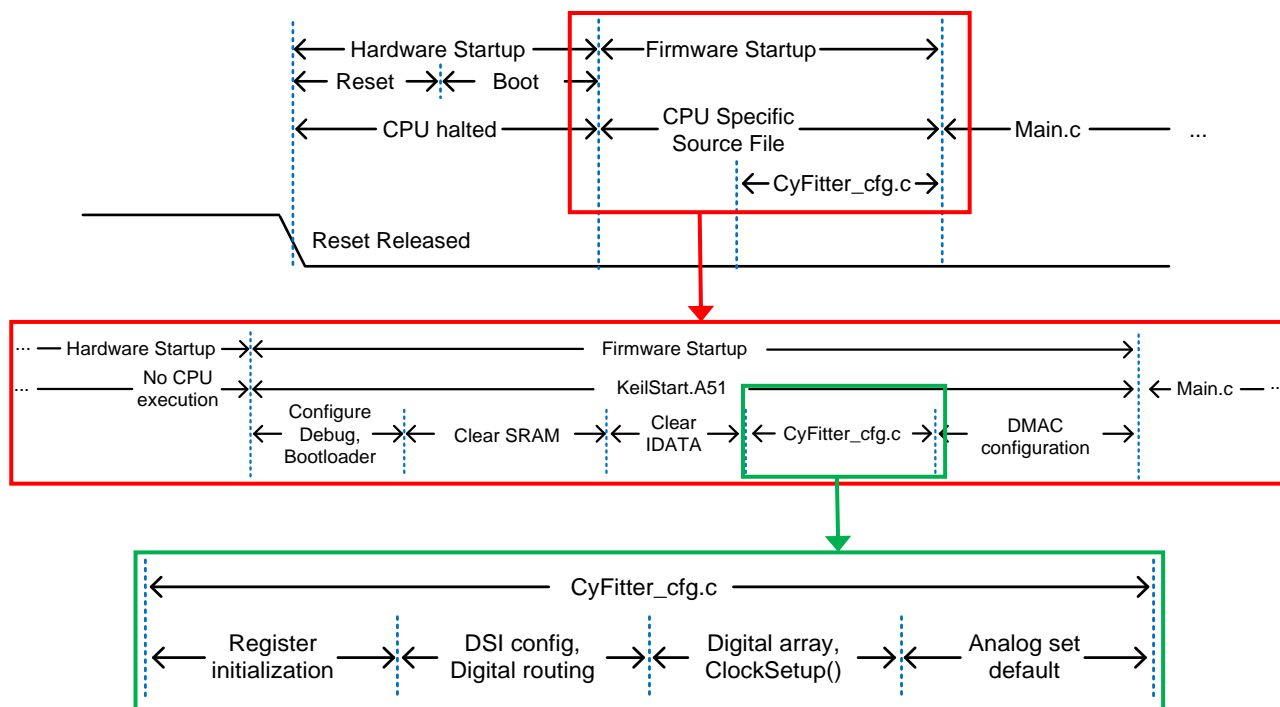 Hardware Startup
Firmware Startup
Reset
Boot
CPU halted
CPU Specific
Source File
Main.c
...
CyFitter_cfg.c
Reset Released
...
Hardware Startup
Firmware Startup
...
No CPU
execution
KeilStart.A51
Main.c
...
Configure
Debug,
Bootloader
Clear SRAM
Clear
IDATA
CyFitter_cfg.c
DMAC
configuration
CyFitter_cfg.c
Register
initialization
DSI config,
Digital routing
Digital array,
ClockSetup()
Analog set
default